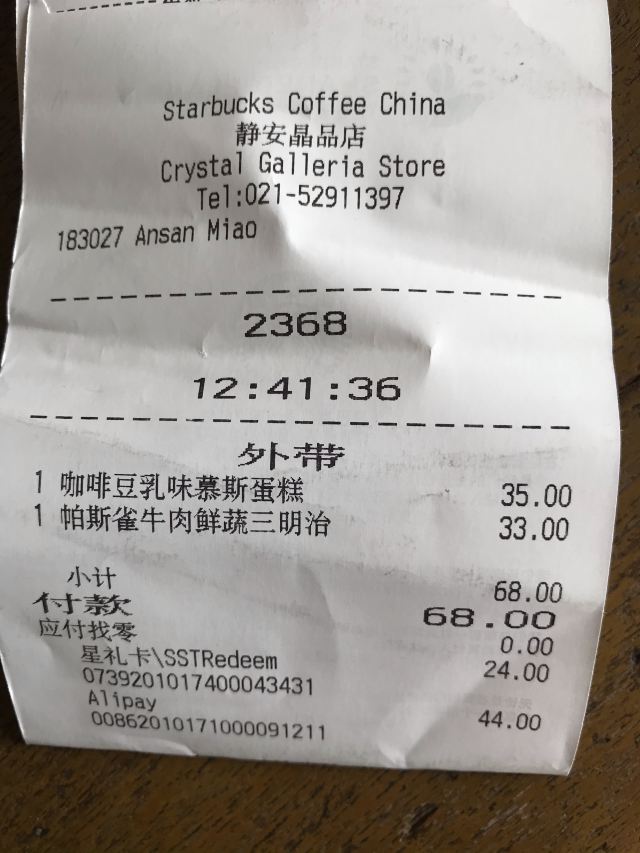 Starbucks Coffee China
静安晶品店
Crystal Galleria Store
Tel:021-52911397
183027 Ansan Miao
2368
12:41:36
外带
1 咖啡豆乳味慕斯蛋糕 35.00
1 帕斯雀牛肉鲜蔬三明治 33.00
小计 68.00
付款 68.00
应付找零 0.00
星礼卡\SSTRedeem 24.00
0739201017400043431
Alipay 44.00
00862010171000091211